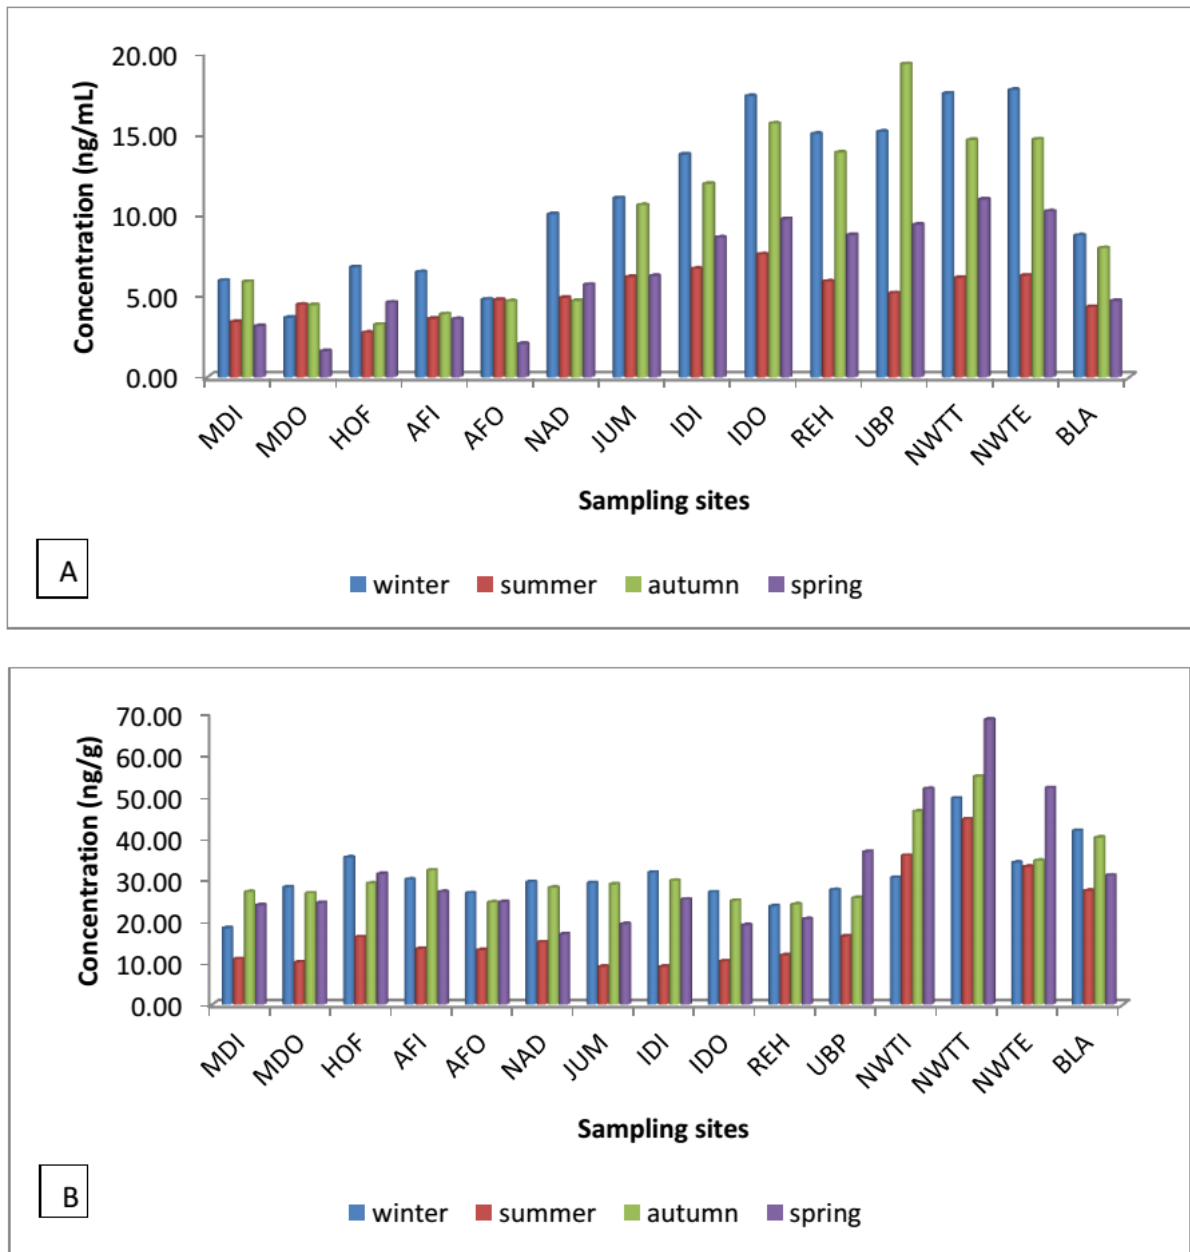 20.00
15.00
10.00
5.00
0.00
Concentration (ng/mL)
MDI MDO HOF AFI AFO NAD JUM IDI IDO REH UBP NWTT NWTE BLA
Sampling sites
A
winter summer autumn spring
70.00
60.00
50.00
40.00
30.00
20.00
10.00
0.00
Concentration (ng/g)
MDI MDO HOF AFI AFO NAD JUM IDI IDO REH UBP NWTI NWTT NWTE BLA
Sampling sites
B
winter summer autumn spring